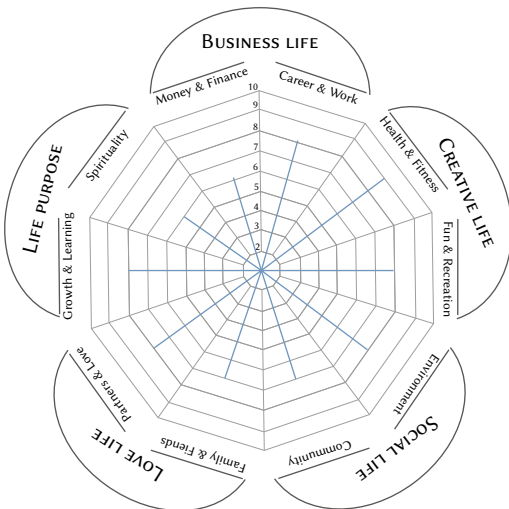 BUSINESS LIFE
Money & Finance
Career & Work
10
9
8
7
6
5
4
3
2
Health & Fitness
CREATIVE LIFE
Fun & Recreation
Environment
SOCIAL LIFE
Community
Family & Fiends
LOVE LIFE
Partners & Love
Growth & Learning
LIFE PURPOSE
Spirituality